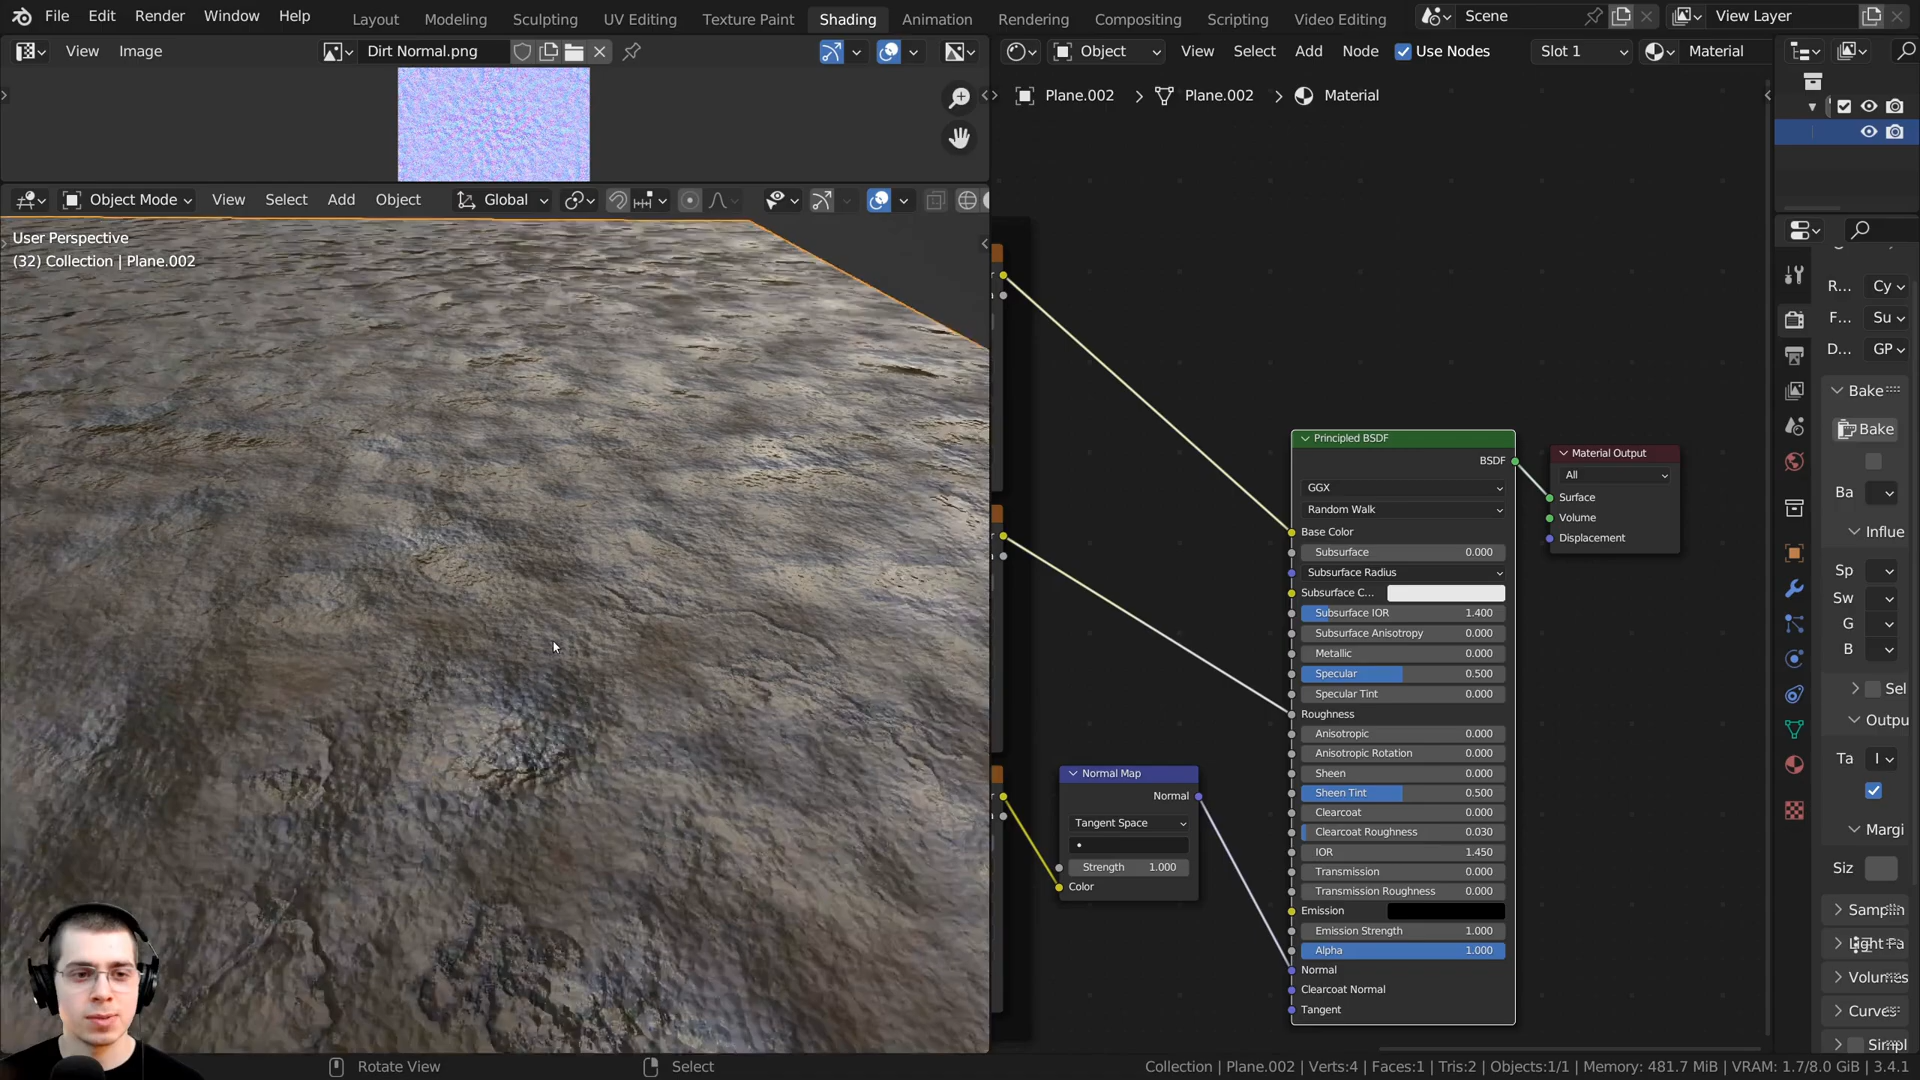 File Edit Render Window Help Layout Modeling Sculpting UV Editing Texture Paint Shading Animation Rendering Compositing Scripting Video Editing Scene View Layer
View Image Dirt Normal.png Object View Select Add Node Use Nodes Slot 1 Material
Plane.002 > Plane.002 > Material
Object Mode View Select Add Object Global
User Perspective
(32) Collection | Plane.002
Principled BSDF
BSDF
GGX
Random Walk
Base Color
Subsurface 0.000
Subsurface Radius
Subsurface C...
Subsurface IOR 1.400
Subsurface Anisotropy 0.000
Metallic 0.000
Specular 0.500
Specular Tint 0.000
Roughness
Anisotropic 0.000
Anisotropic Rotation 0.000
Sheen 0.000
Sheen Tint 0.500
Clearcoat 0.000
Clearcoat Roughness 0.030
IOR 1.450
Transmission 0.000
Transmission Roughness 0.000
Emission
Emission Strength 1.000
Alpha 1.000
Normal
Clearcoat Normal
Tangent
Material Output
All
Surface
Volume
Displacement
Normal Map
Normal
Tangent Space
Strength 1.000
Color
R... Cy
F... Su
D... GP
Bake
Bake
Ba
Influe
Sp
Sw
G
B
Sel
Outpu
Ta I
Margi
Siz
Samplin
Light Pa
Volumes
Curves
Simpl
Rotate View Select Collection | Plane.002 | Verts:4 | Faces:1 | Tris:2 | Objects:1/1 | Memory: 481.7 MiB | VRAM: 1.7/8.0 GiB | 3.4.1